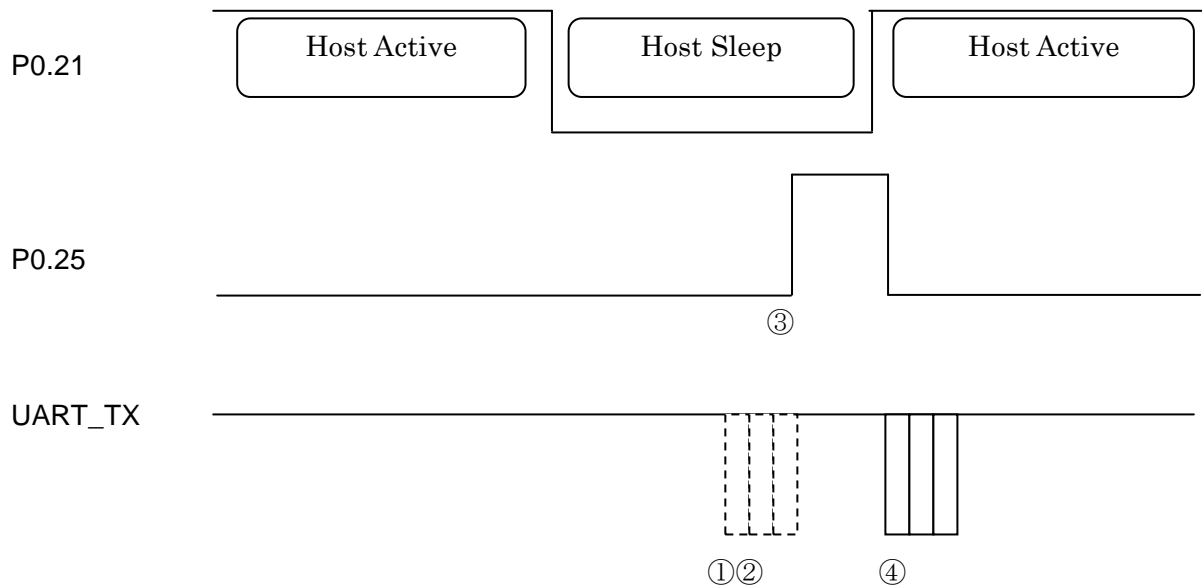 Host Active
Host Sleep
Host Active
P0.21
P0.25
③
UART_TX
①②
④